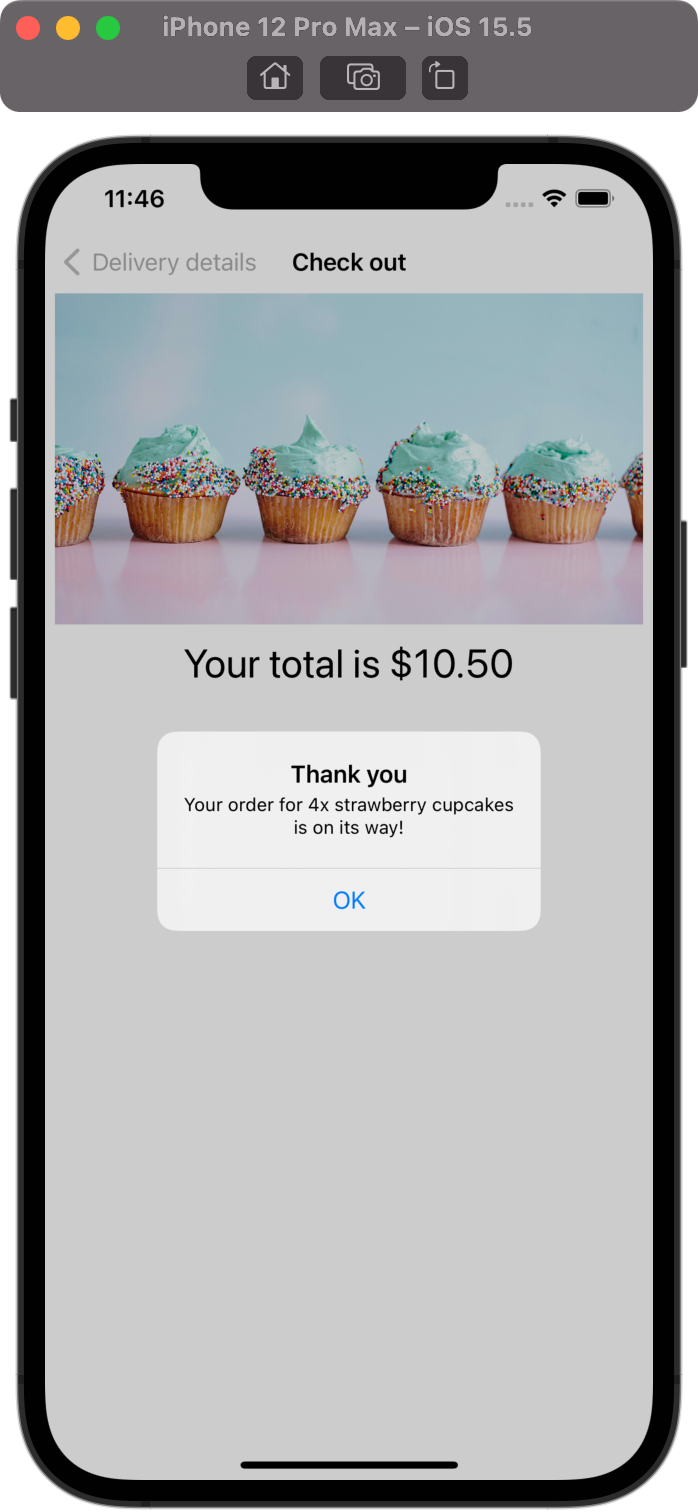 iPhone 12 Pro Max – iOS 15.5
11:46
Delivery details Check out
Your total is $10.50
Thank you
Your order for 4x strawberry cupcakes
is on its way!
OK